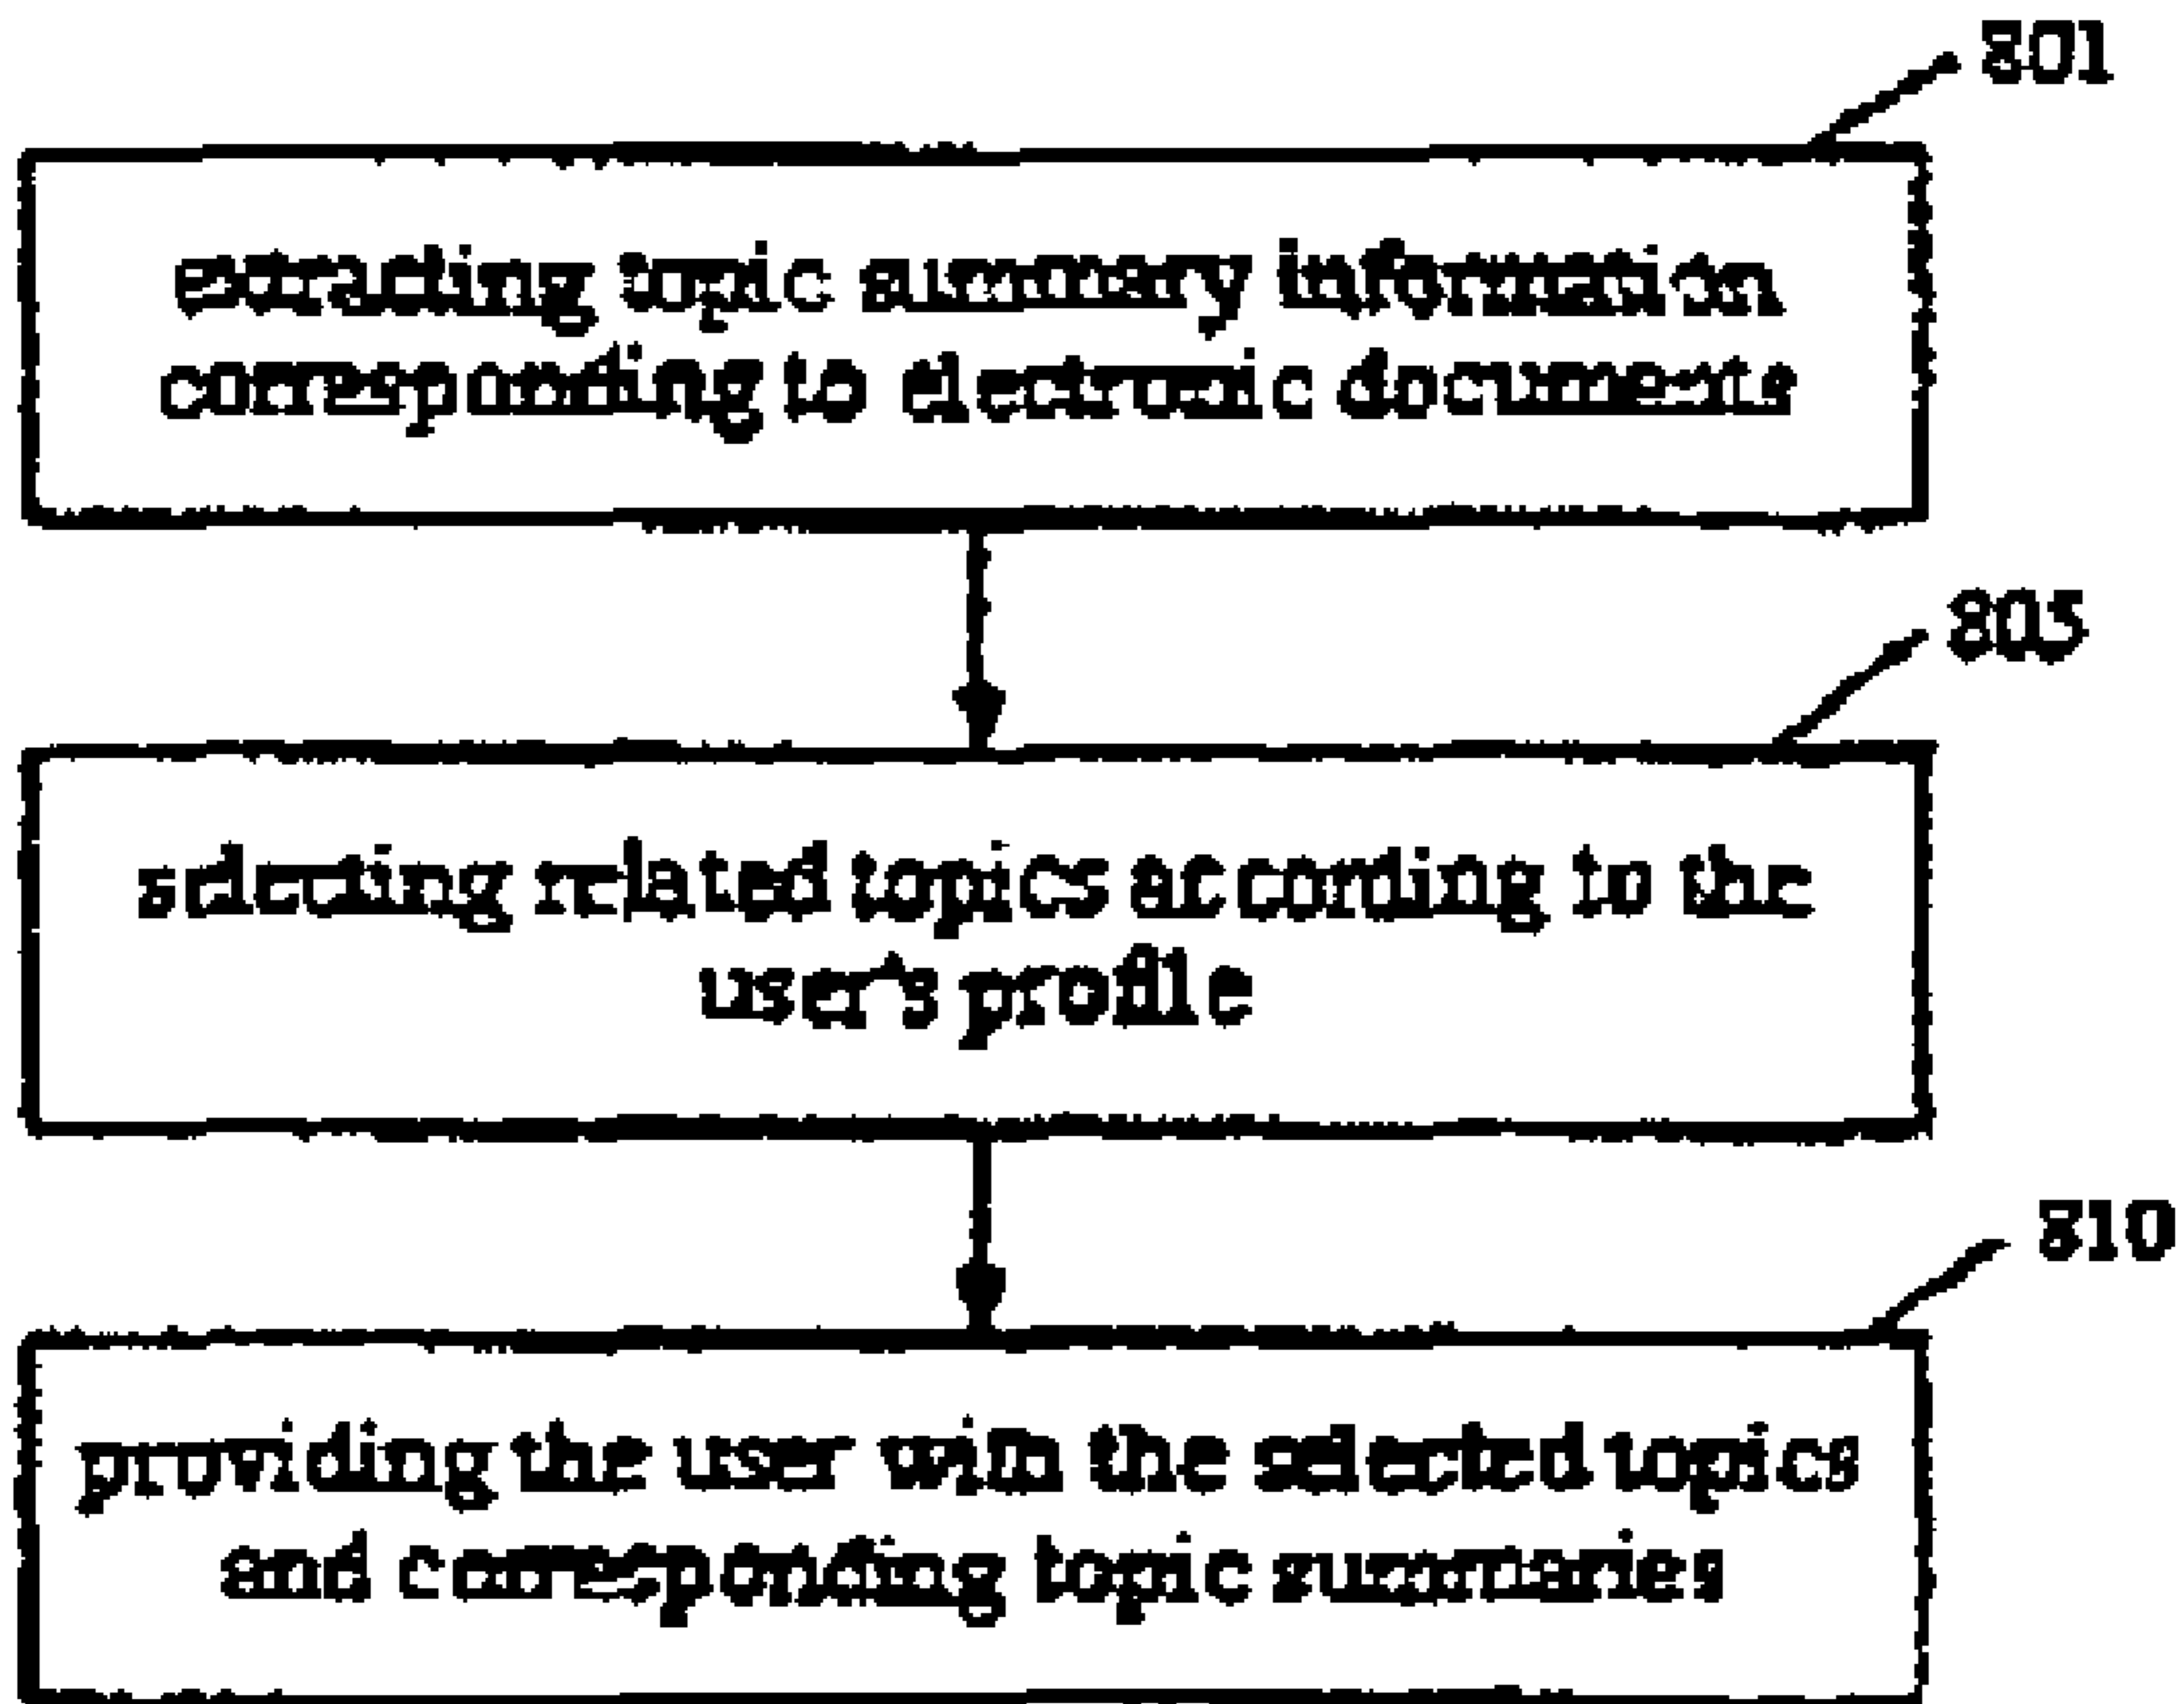 801
extracting topic summary information
corresponding to electronic documents
805
selecting related topics according to the
user's profile
810
providing the user with the selected topics
and corresponding topic summaries